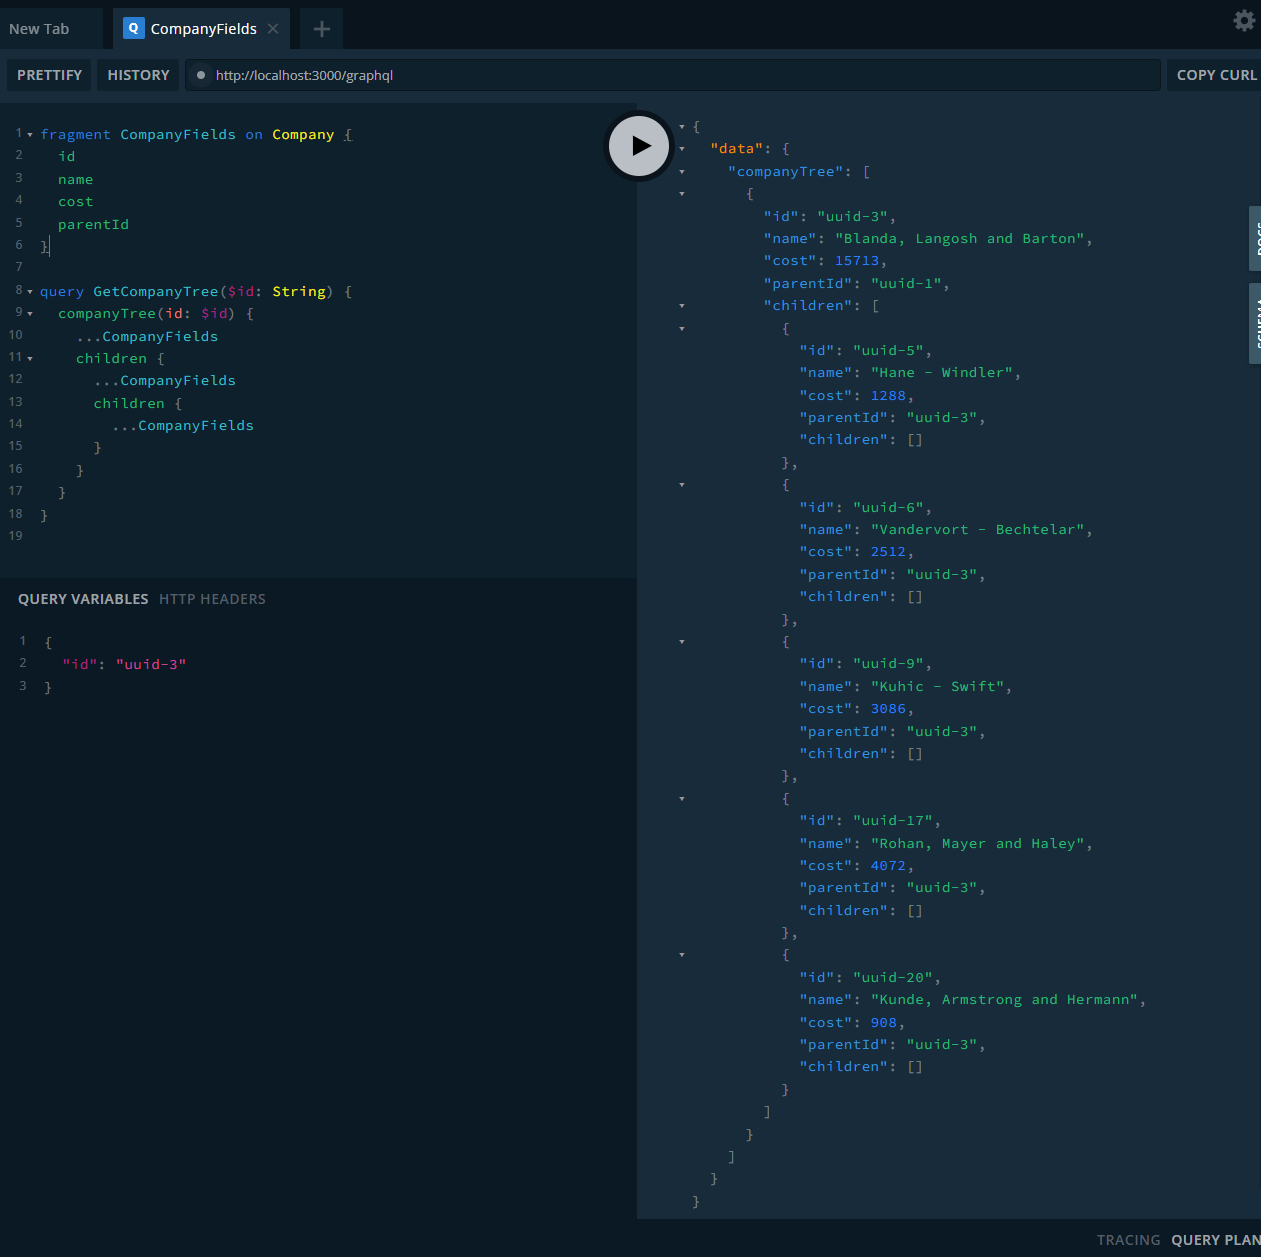 New Tab
Q CompanyFields
PRETTIFY HISTORY http://localhost:3000/graphql COPY CURL
1 fragment CompanyFields on Company {
2 id
3 name
4 cost
5 parentId
6 }
7
8 query GetCompanyTree($id: String) {
9 companyTree(id: $id) {
10 ...CompanyFields
11 children {
12 ...CompanyFields
13 children {
14 ...CompanyFields
15 }
16 }
17 }
18 }
19
QUERY VARIABLES HTTP HEADERS
1 {
2 "id": "uuid-3"
3 }
{
"data": {
"companyTree": [
{
"id": "uuid-3",
"name": "Blanda, Langosh and Barton",
"cost": 15713,
"parentId": "uuid-1",
"children": [
{
"id": "uuid-5",
"name": "Hane - Windler",
"cost": 1288,
"parentId": "uuid-3",
"children": []
},
{
"id": "uuid-6",
"name": "Vandervort - Bechtelar",
"cost": 2512,
"parentId": "uuid-3",
"children": []
},
{
"id": "uuid-9",
"name": "Kuhic - Swift",
"cost": 3086,
"parentId": "uuid-3",
"children": []
},
{
"id": "uuid-17",
"name": "Rohan, Mayer and Haley",
"cost": 4072,
"parentId": "uuid-3",
"children": []
},
{
"id": "uuid-20",
"name": "Kunde, Armstrong and Hermann",
"cost": 908,
"parentId": "uuid-3",
"children": []
}
]
}
]
}
}
TRACING QUERY PLAN